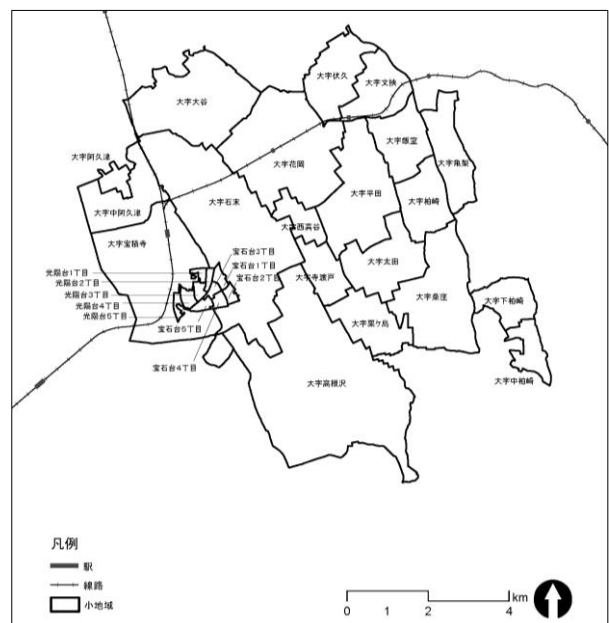 大字伏久
大字文挾
大字大谷
大字飯室
大字阿久津
大字花岡
大字亀梨
大字平田
大字柏崎
大字石末
大字中阿久津
大字西高谷
大字宝積寺
宝石台3丁目
宝石台1丁目
大字太田
光陽台1丁目
宝石台2丁目
大字寺渡戸
光陽台2丁目
光陽台3丁目
大字桑窪
大字下柏崎
光陽台4丁目
光陽台5丁目
大字栗ケ島
宝石台5丁目
宝石台4丁目
大字中柏崎
大字高根沢
凡例
駅
線路
小地域
km
0 1 2 4